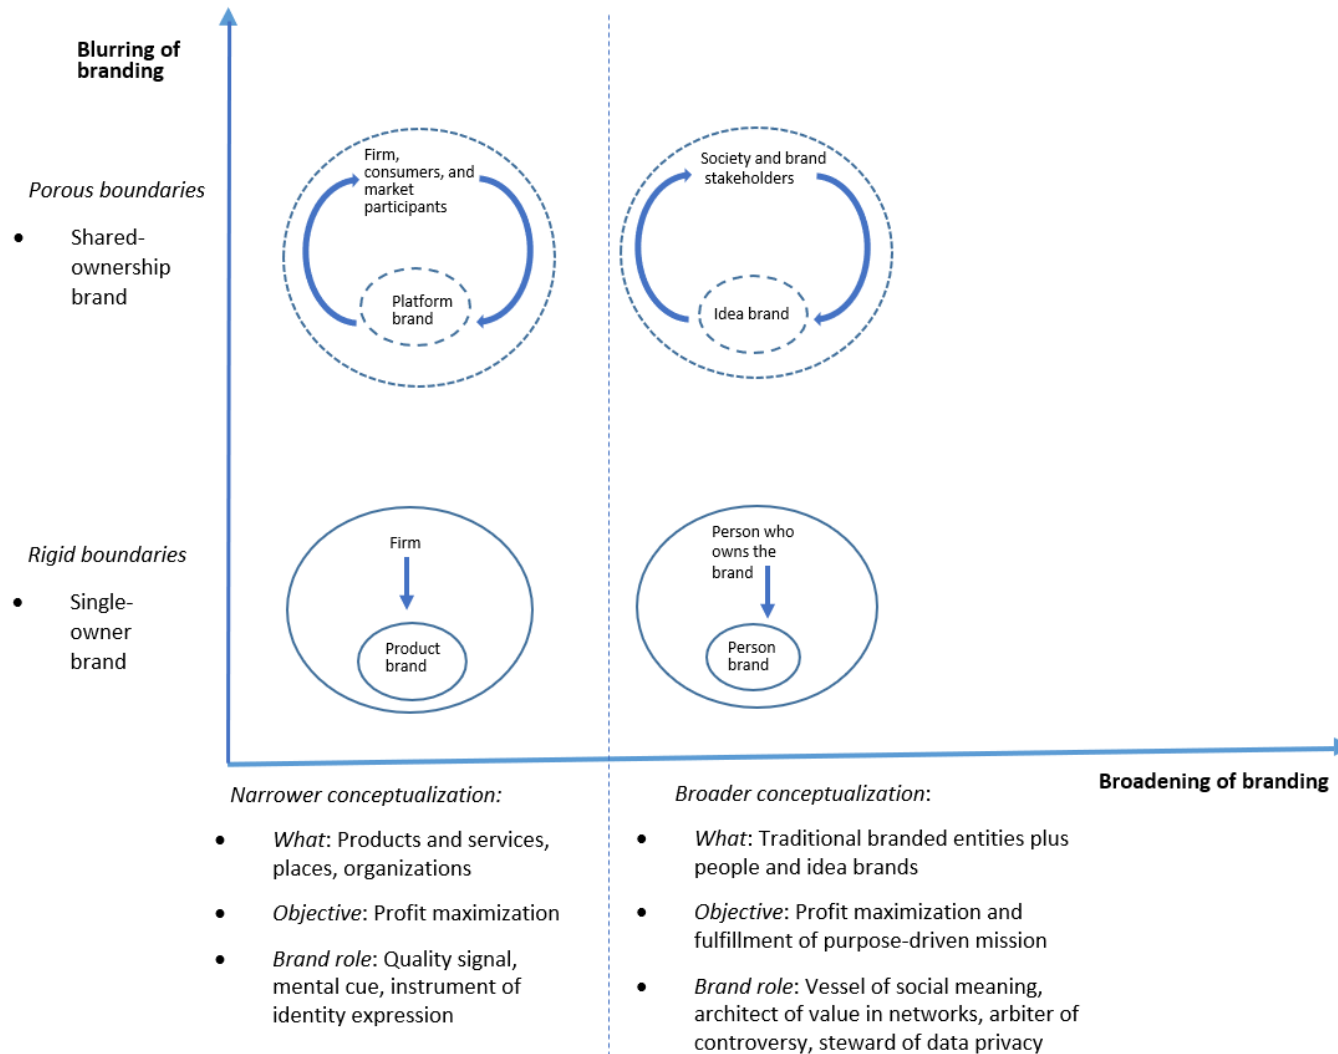 Blurring of
branding
Porous boundaries
• Shared-
ownership
brand
Firm,
consumers, and
market
participants
Platform
brand
Society and brand
stakeholders
Idea brand
Rigid boundaries
• Single-
owner
brand
Firm
Product
brand
Person who
owns the
brand
Person
brand
Broadening of branding
Narrower conceptualization:
• What: Products and services,
places, organizations
• Objective: Profit maximization
• Brand role: Quality signal,
mental cue, instrument of
identity expression
Broader conceptualization:
• What: Traditional branded entities plus
people and idea brands
• Objective: Profit maximization and
fulfillment of purpose-driven mission
• Brand role: Vessel of social meaning,
architect of value in networks, arbiter of
controversy, steward of data privacy